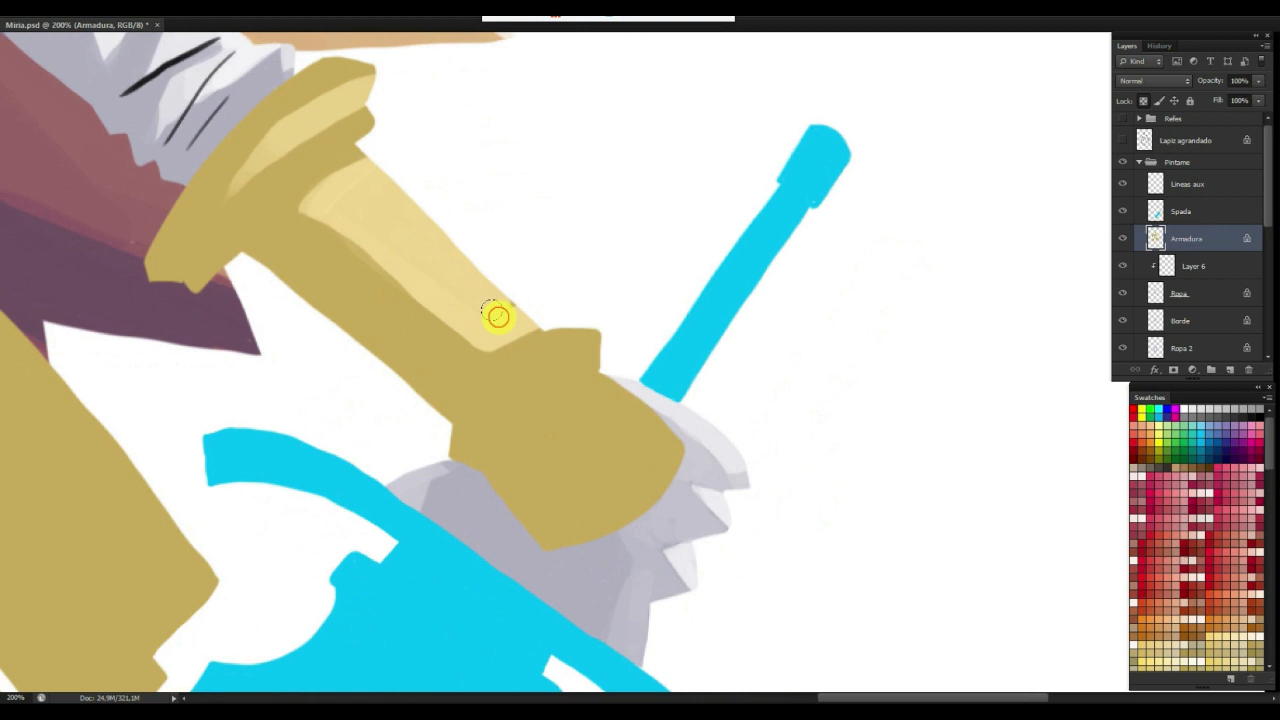 Miria.psd @ 200% (Armadura, RGB/8) * ×
Layers History
Kind
Normal Opacity: 100%
Lock: Fill: 100%
Refes
Lapiz agrandado
Pintame
Lineas aux
Spada
Armadura
Layer 6
Ropa
Borde
Ropa 2
fx
Swatches
200% Doc: 24,9M/321,1M